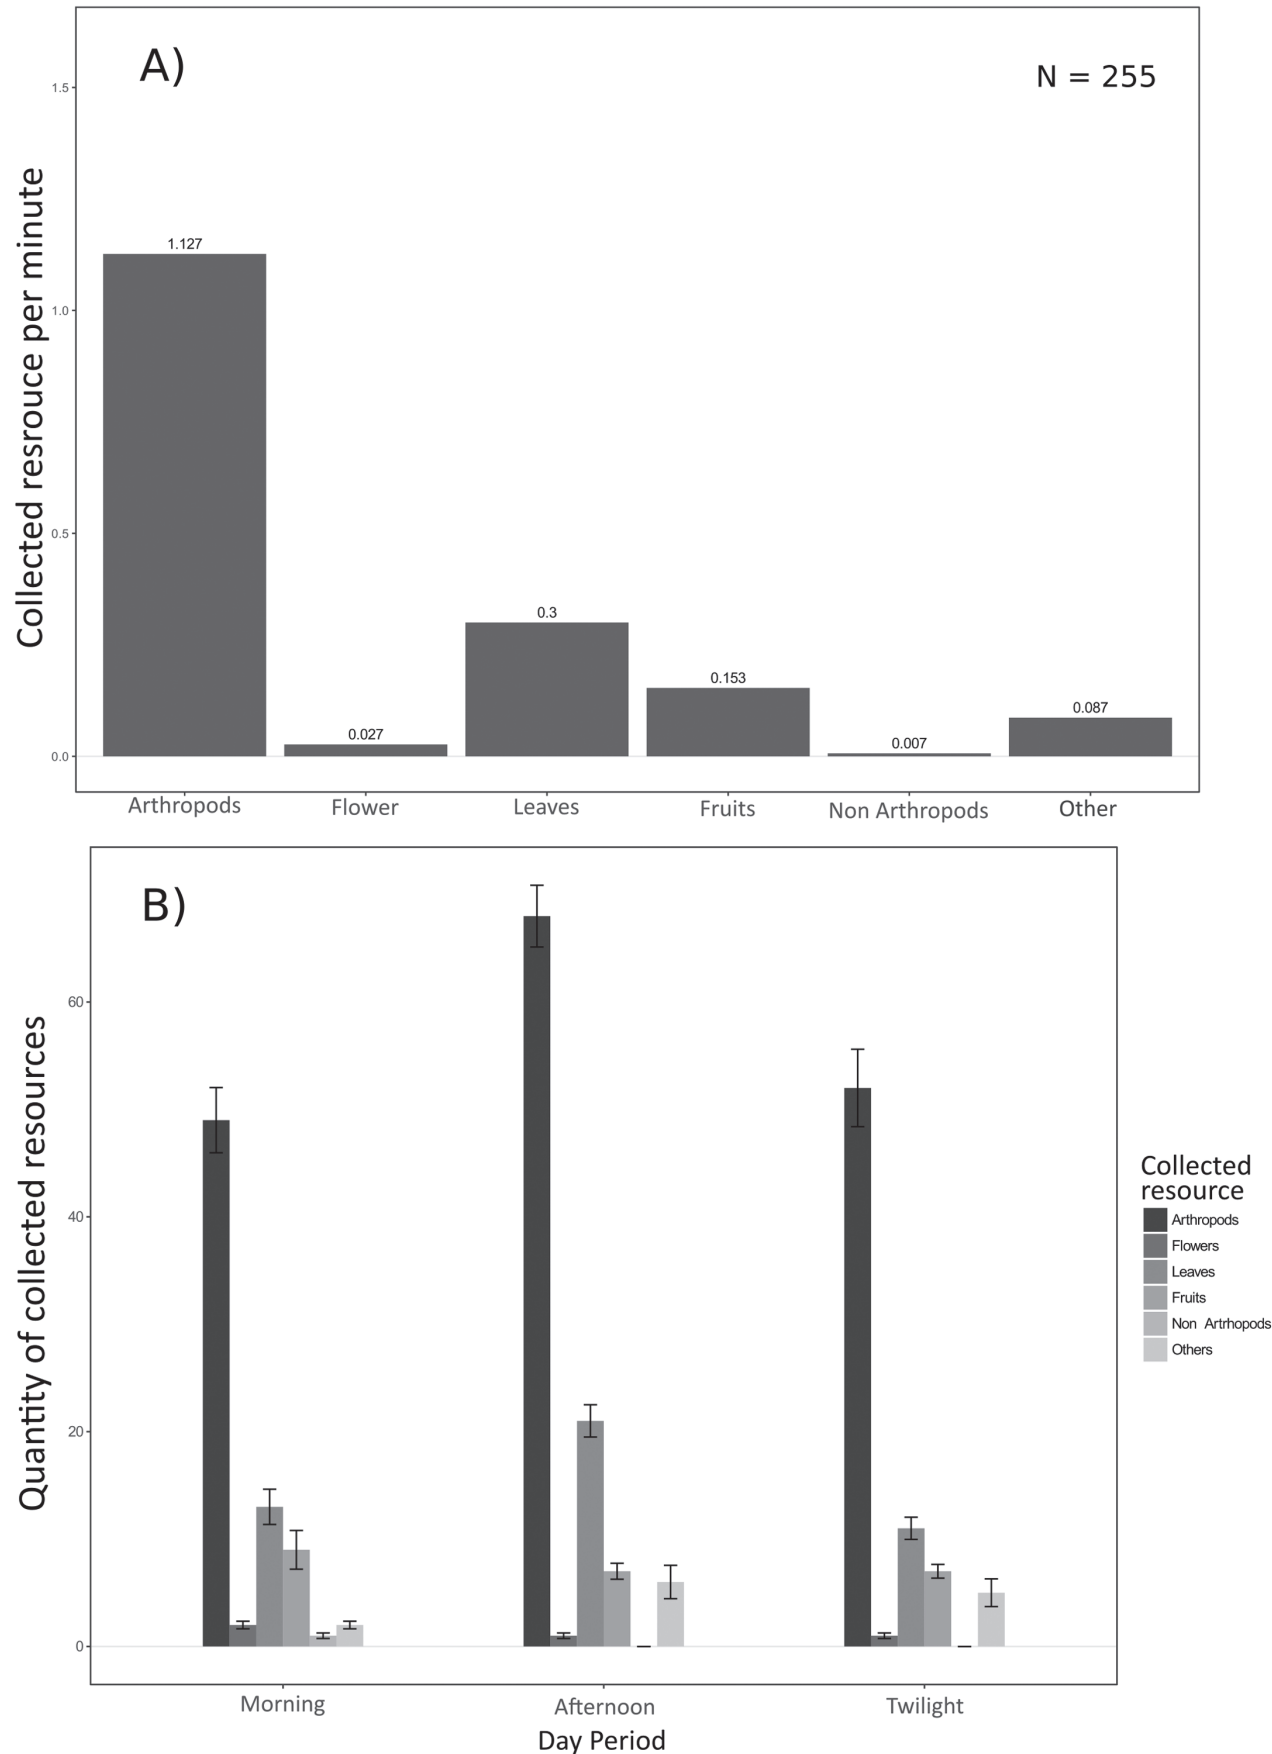 A)
N = 255
Collected resrouce per minute
1.5
1.0
0.5
0.0
1.127
0.027
0.3
0.153
0.007
0.087
Arthropods
Flower
Leaves
Fruits
Non Arthropods
Other
B)
Quantity of collected resources
60
40
20
0
Morning
Afternoon
Twilight
Day Period
Collected
resource
Arthropods
Flowers
Leaves
Fruits
Non Artrhopods
Others